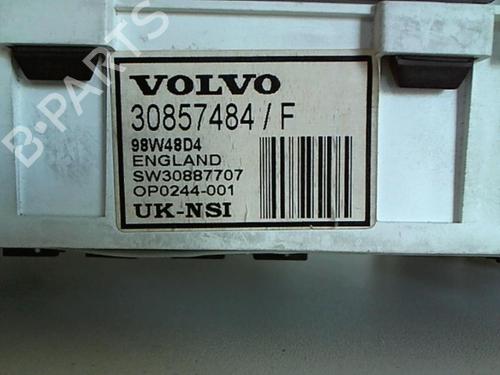 B-PARTS
VOLVO
30857484/F
98W48D4
ENGLAND
SW30887707
OP0244-001
UK-NSI